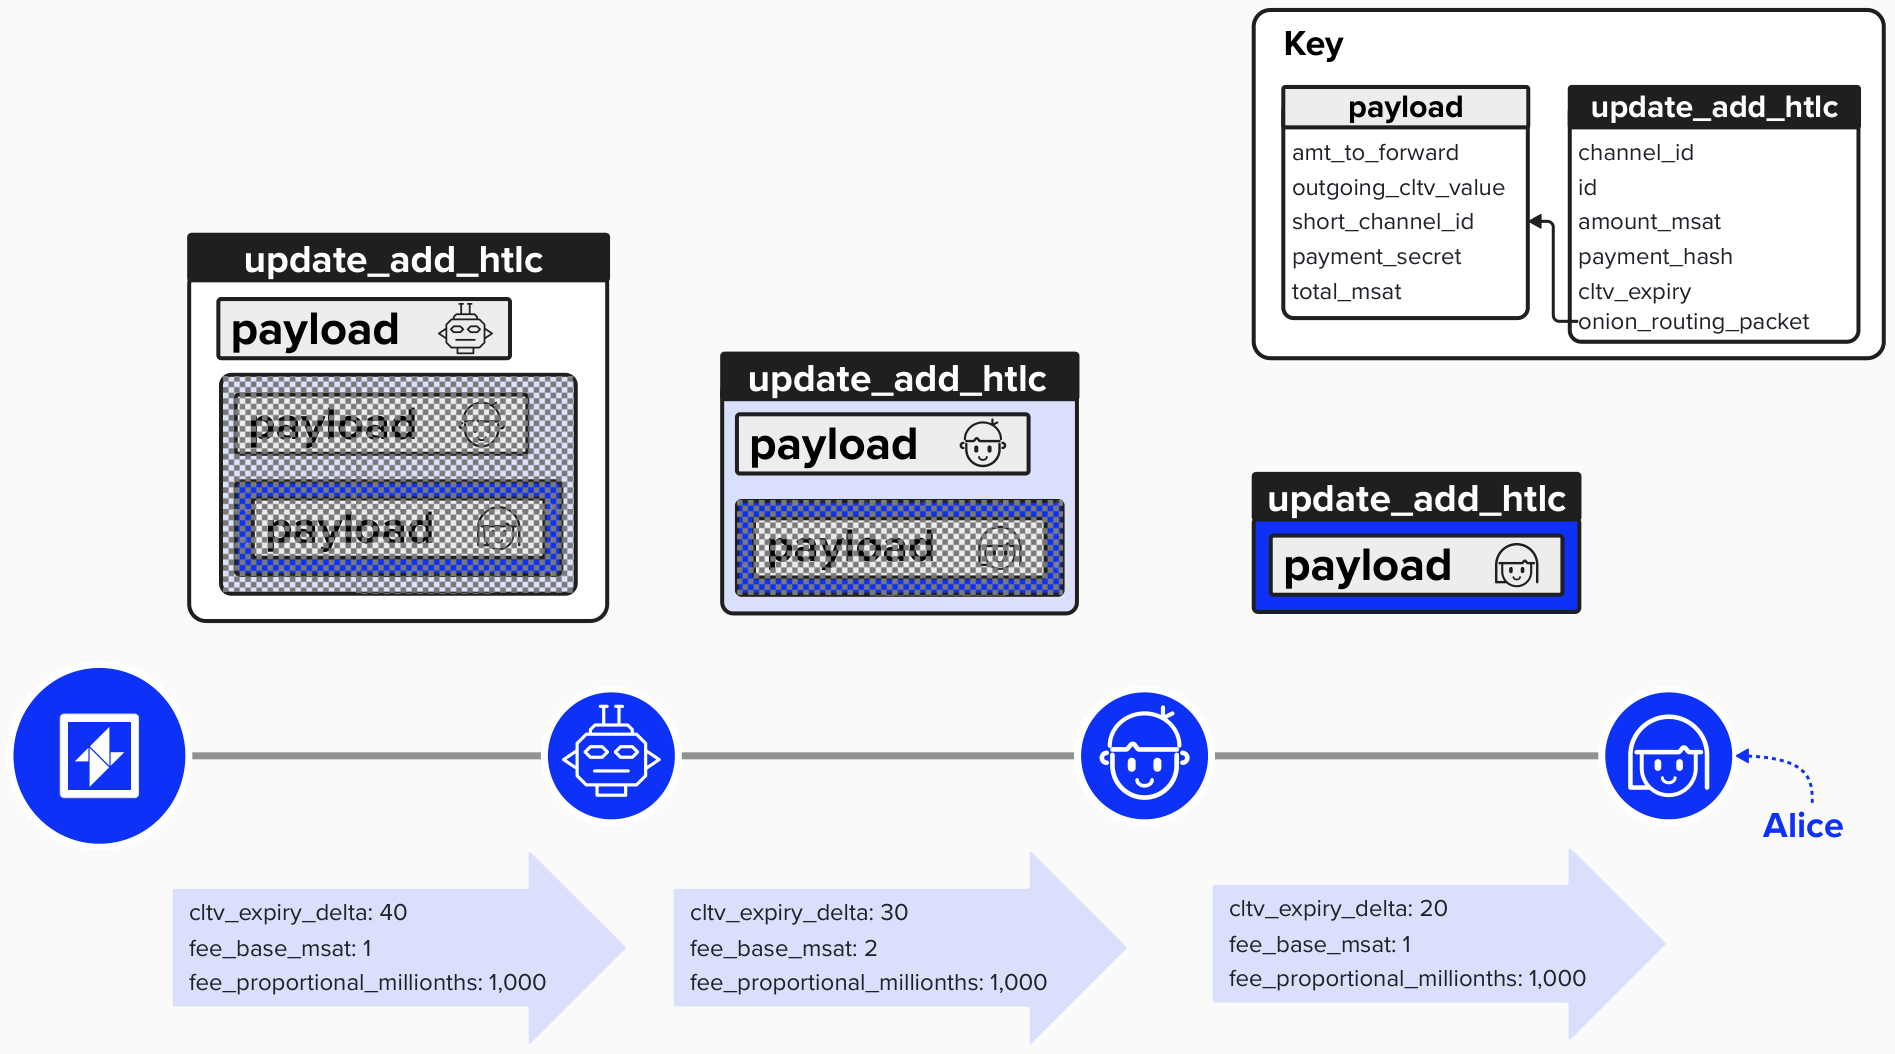 Key
payload
amt_to_forward
outgoing_cltv_value
short_channel_id
payment_secret
total_msat
update_add_htlc
channel_id
id
amount_msat
payment_hash
cltv_expiry
onion_routing_packet
update_add_htlc
payload
payload
payload
update_add_htlc
payload
payload
update_add_htlc
payload
Alice
cltv_expiry_delta: 40
fee_base_msat: 1
fee_proportional_millionths: 1,000
cltv_expiry_delta: 30
fee_base_msat: 2
fee_proportional_millionths: 1,000
cltv_expiry_delta: 20
fee_base_msat: 1
fee_proportional_millionths: 1,000